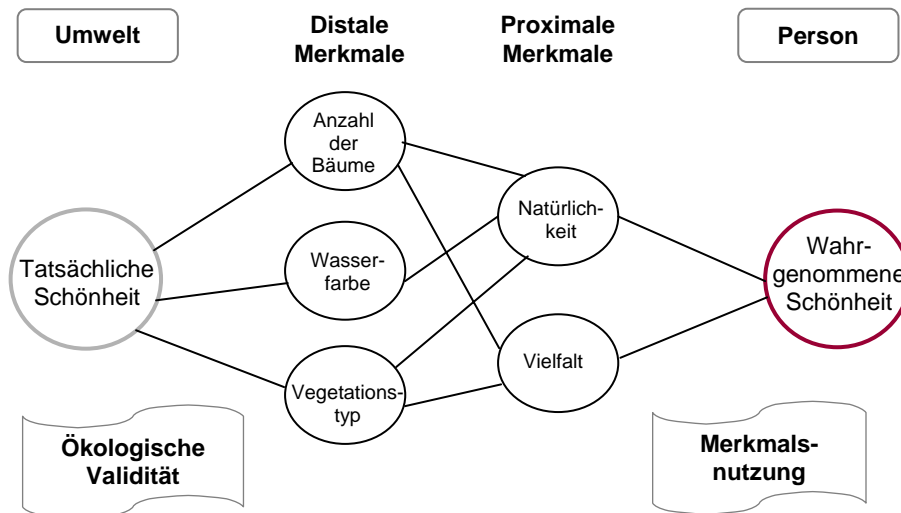 Umwelt
Distale
Merkmale
Proximale
Merkmale
Person
Anzahl
der
Bäume
Natürlich-
keit
Tatsächliche
Schönheit
Wasser-
farbe
Wahr-
genommene
Schönheit
Vielfalt
Vegetations-
typ
Ökologische
Validität
Merkmals-
nutzung